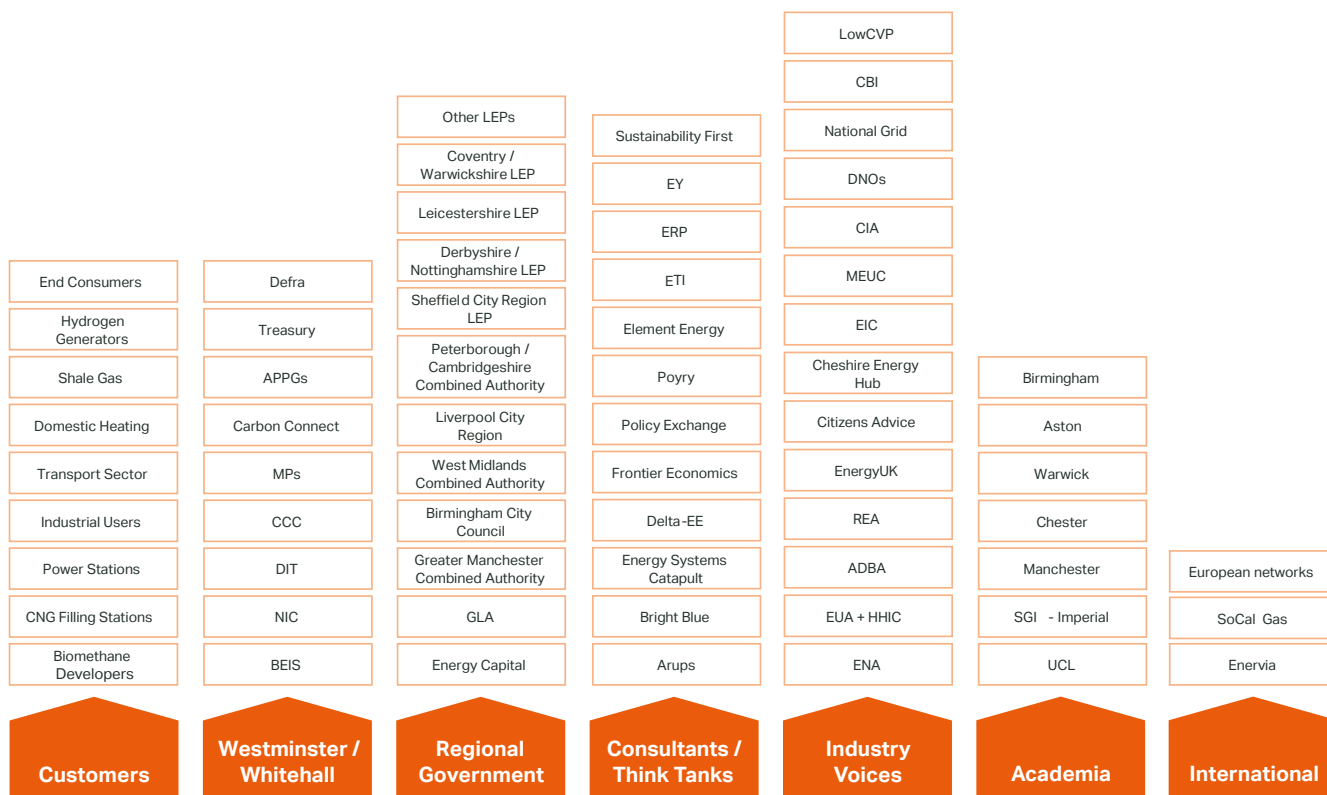 End Consumers
Hydrogen
Generators
Shale Gas
Domestic Heating
Transport Sector
Industrial Users
Power Stations
CNG Filling Stations
Biomethane
Developers
Customers
Defra
Treasury
APPGs
Carbon Connect
MPs
CCC
DIT
NIC
BEIS
Westminster /
Whitehall
Other LEPs
Coventry /
Warwickshire LEP
Leicestershire LEP
Derbyshire /
Nottinghamshire LEP
Sheffield City Region
LEP
Peterborough /
Cambridgeshire
Combined Authority
Liverpool City
Region
West Midlands
Combined Authority
Birmingham City
Council
Greater Manchester
Combined Authority
GLA
Energy Capital
Regional
Government
Sustainability First
EY
ERP
ETI
Element Energy
Poyry
Policy Exchange
Frontier Economics
Delta-EE
Energy Systems
Catapult
Bright Blue
Arups
Consultants /
Think Tanks
LowCVP
CBI
National Grid
DNOs
CIA
MEUC
EIC
Cheshire Energy
Hub
Citizens Advice
EnergyUK
REA
ADBA
EUA + HHIC
ENA
Industry
Voices
Birmingham
Aston
Warwick
Chester
Manchester
SGI - Imperial
UCL
Academia
European networks
SoCal Gas
Enervia
International